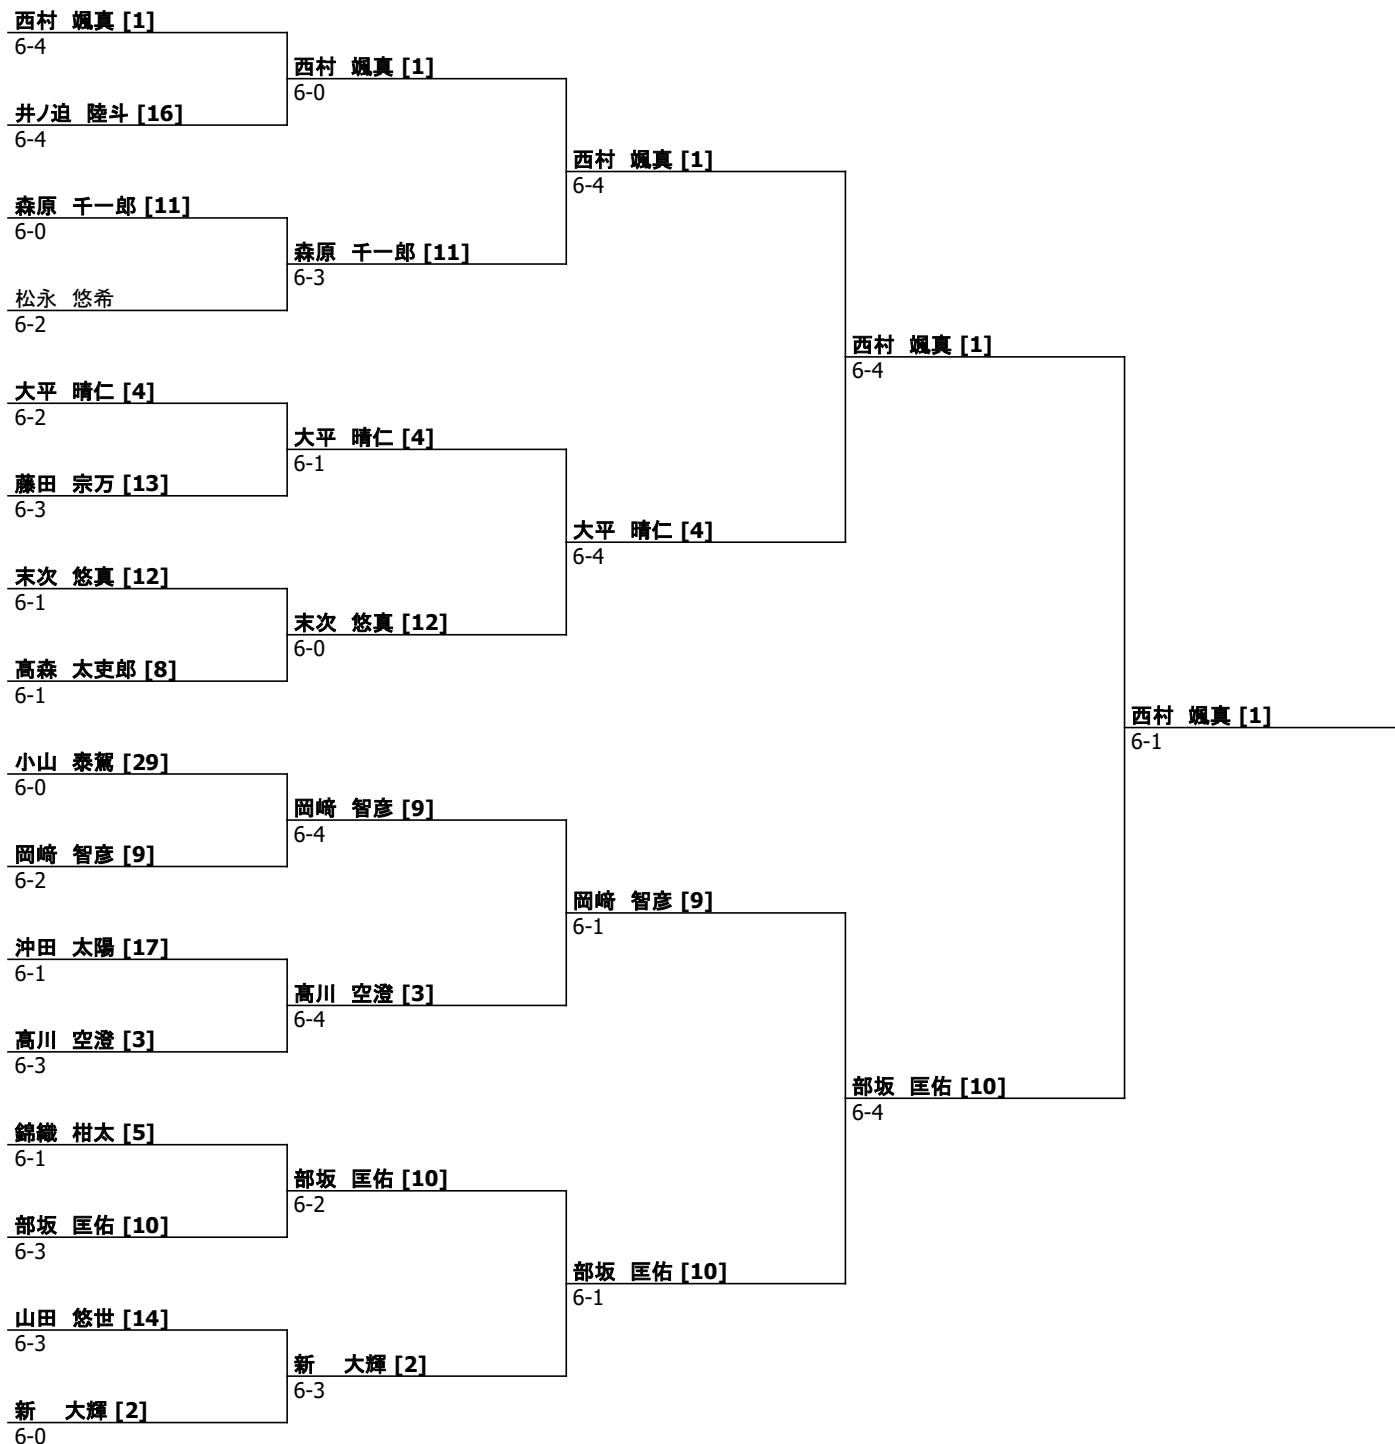 西村　颯真 [1]
6-4
西村　颯真 [1]
6-0
井ノ迫　陸斗 [16]
6-4
西村　颯真 [1]
6-4
森原　千一郎 [11]
6-0
森原　千一郎 [11]
6-3
松永　悠希
6-2
西村　颯真 [1]
6-4
大平　晴仁 [4]
6-2
大平　晴仁 [4]
6-1
藤田　宗万 [13]
6-3
大平　晴仁 [4]
6-4
末次　悠真 [12]
6-1
末次　悠真 [12]
6-0
髙森　太吏郎 [8]
6-1
西村　颯真 [1]
6-1
小山　泰駕 [29]
6-0
岡﨑　智彦 [9]
6-4
岡﨑　智彦 [9]
6-2
岡﨑　智彦 [9]
6-1
沖田　太陽 [17]
6-1
髙川　空澄 [3]
6-4
髙川　空澄 [3]
6-3
部坂　匡佑 [10]
6-4
錦織　柑太 [5]
6-1
部坂　匡佑 [10]
6-2
部坂　匡佑 [10]
6-3
部坂　匡佑 [10]
6-1
山田　悠世 [14]
6-3
新　 大輝 [2]
6-3
新　 大輝 [2]
6-0